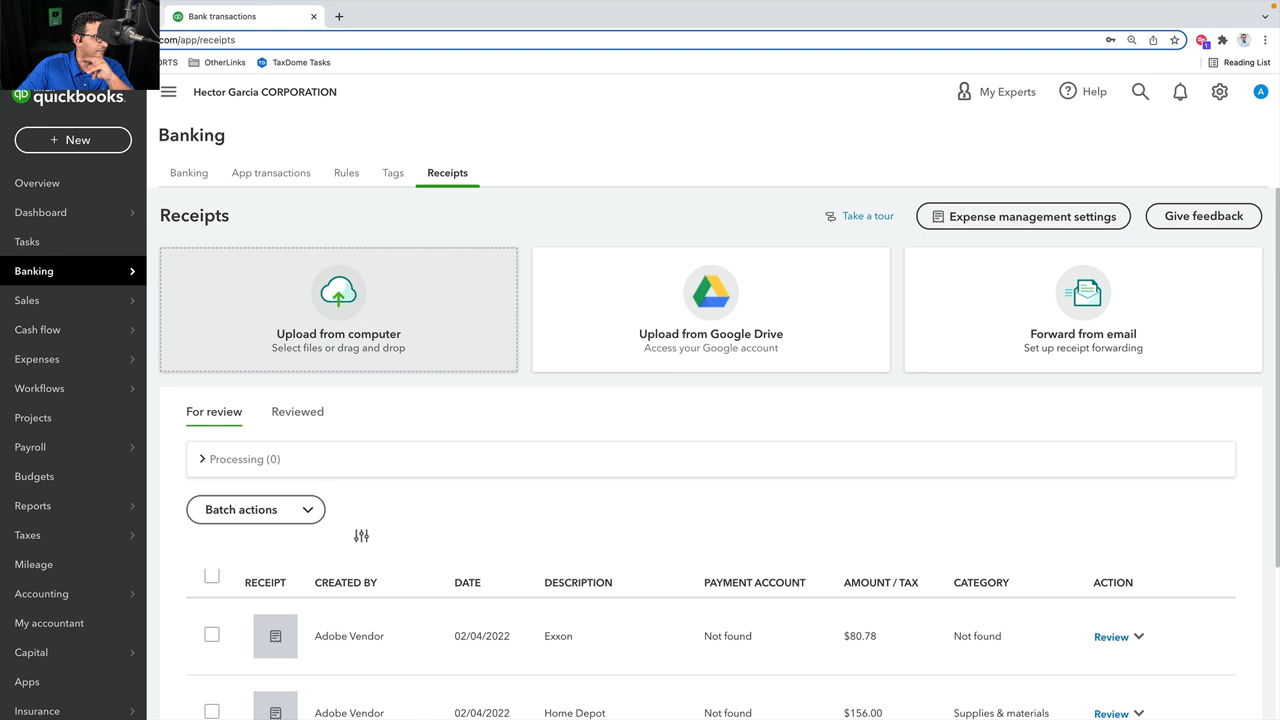 Bank transactions
com/app/receipts
ORTS
OtherLinks
TaxDome Tasks
Reading List
quickbooks.
Hector Garcia CORPORATION
My Experts
Help
A
+ New
Banking
Banking
App transactions
Rules
Tags
Receipts
Overview
Dashboard
Tasks
Banking
Sales
Cash flow
Expenses
Workflows
Projects
Payroll
Budgets
Reports
Taxes
Mileage
Accounting
My accountant
Capital
Apps
Insurance
Receipts
Take a tour
Expense management settings
Give feedback
Upload from computer
Select files or drag and drop
Upload from Google Drive
Access your Google account
Forward from email
Set up receipt forwarding
For review
Reviewed
Processing (0)
Batch actions
RECEIPT CREATED BY DATE DESCRIPTION PAYMENT ACCOUNT AMOUNT / TAX CATEGORY ACTION
Adobe Vendor 02/04/2022 Exxon Not found $80.78 Not found Review
Adobe Vendor 02/04/2022 Home Depot $156.00 Supplies & materials Review